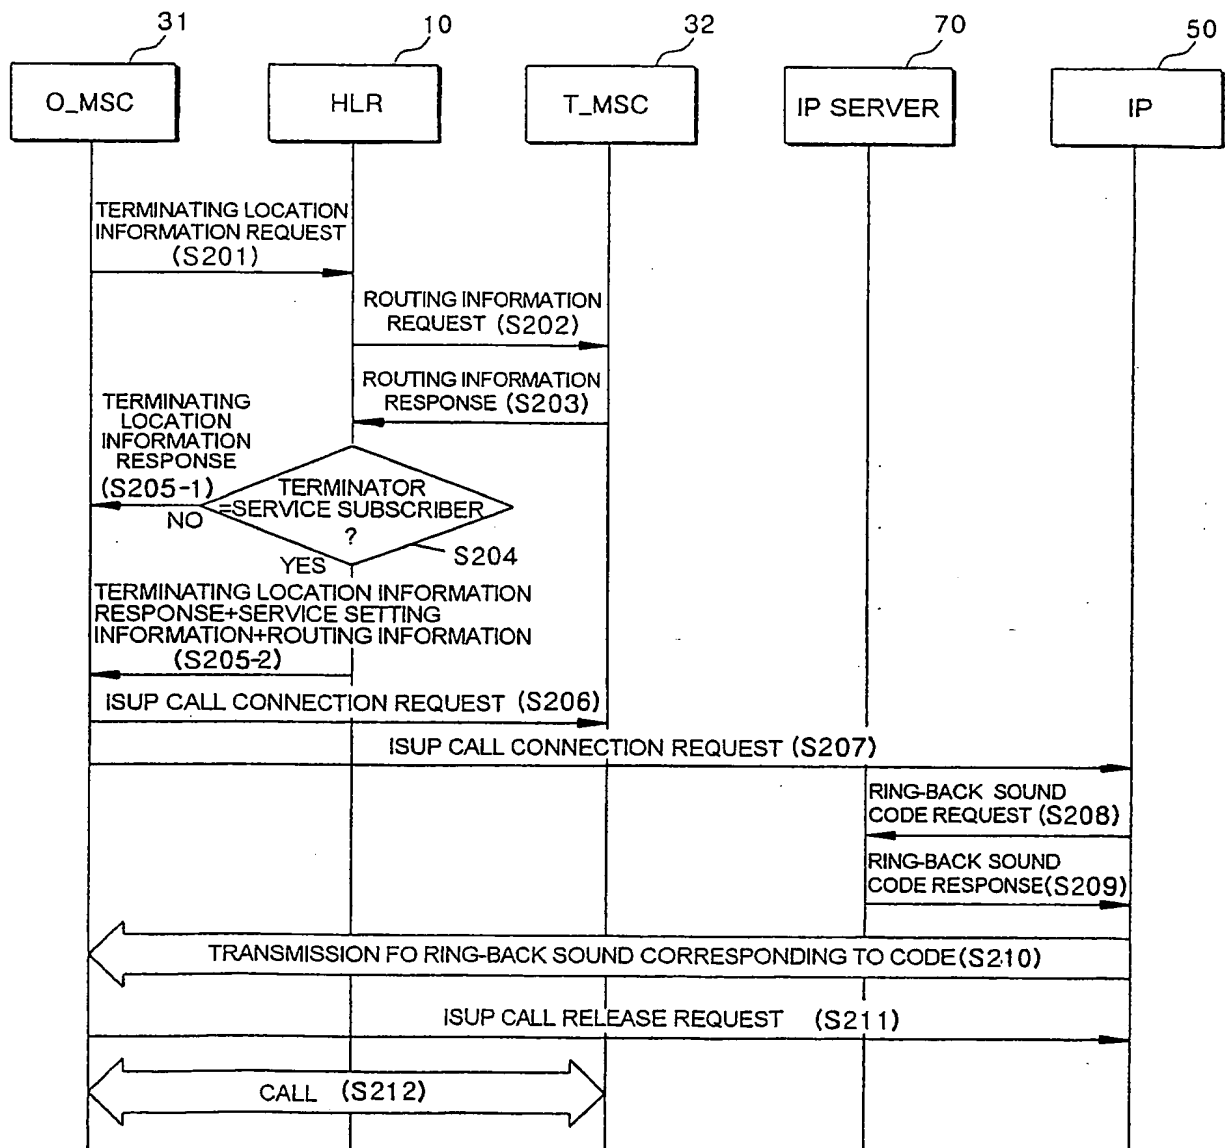 31
10
32
70
50
O_MSC
HLR
T_MSC
IP SERVER
IP
TERMINATING LOCATION
INFORMATION REQUEST
(S201)
ROUTING INFORMATION
REQUEST (S202)
ROUTING INFORMATION
RESPONSE (S203)
TERMINATING
LOCATION
INFORMATION
RESPONSE
(S205-1)
NO
TERMINATOR
=SERVICE SUBSCRIBER
?
S204
YES
TERMINATING LOCATION INFORMATION
RESPONSE+SERVICE SETTING
INFORMATION+ROUTING INFORMATION
(S205-2)
ISUP CALL CONNECTION REQUEST (S206)
ISUP CALL CONNECTION REQUEST (S207)
RING-BACK SOUND
CODE REQUEST (S208)
RING-BACK SOUND
CODE RESPONSE(S209)
TRANSMISSION FO RING-BACK SOUND CORRESPONDING TO CODE(S210)
ISUP CALL RELEASE REQUEST (S211)
CALL (S212)